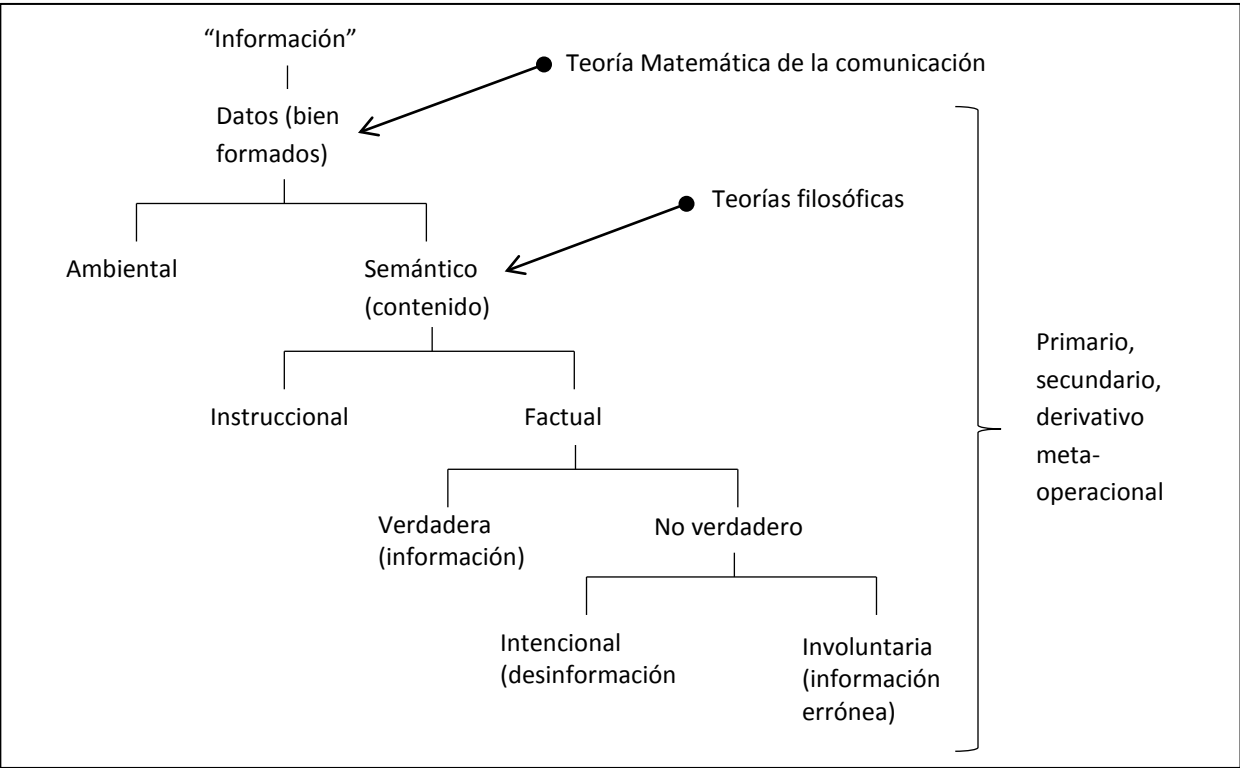 “Información”
Teoría Matemática de la comunicación
Datos (bien
formados)
Teorías filosóficas
Ambiental
Semántico
(contenido)
Primario,
secundario,
derivativo
meta-
operacional
Instruccional
Factual
Verdadera
(información)
No verdadero
Intencional
(desinformación
Involuntaria
(información
errónea)